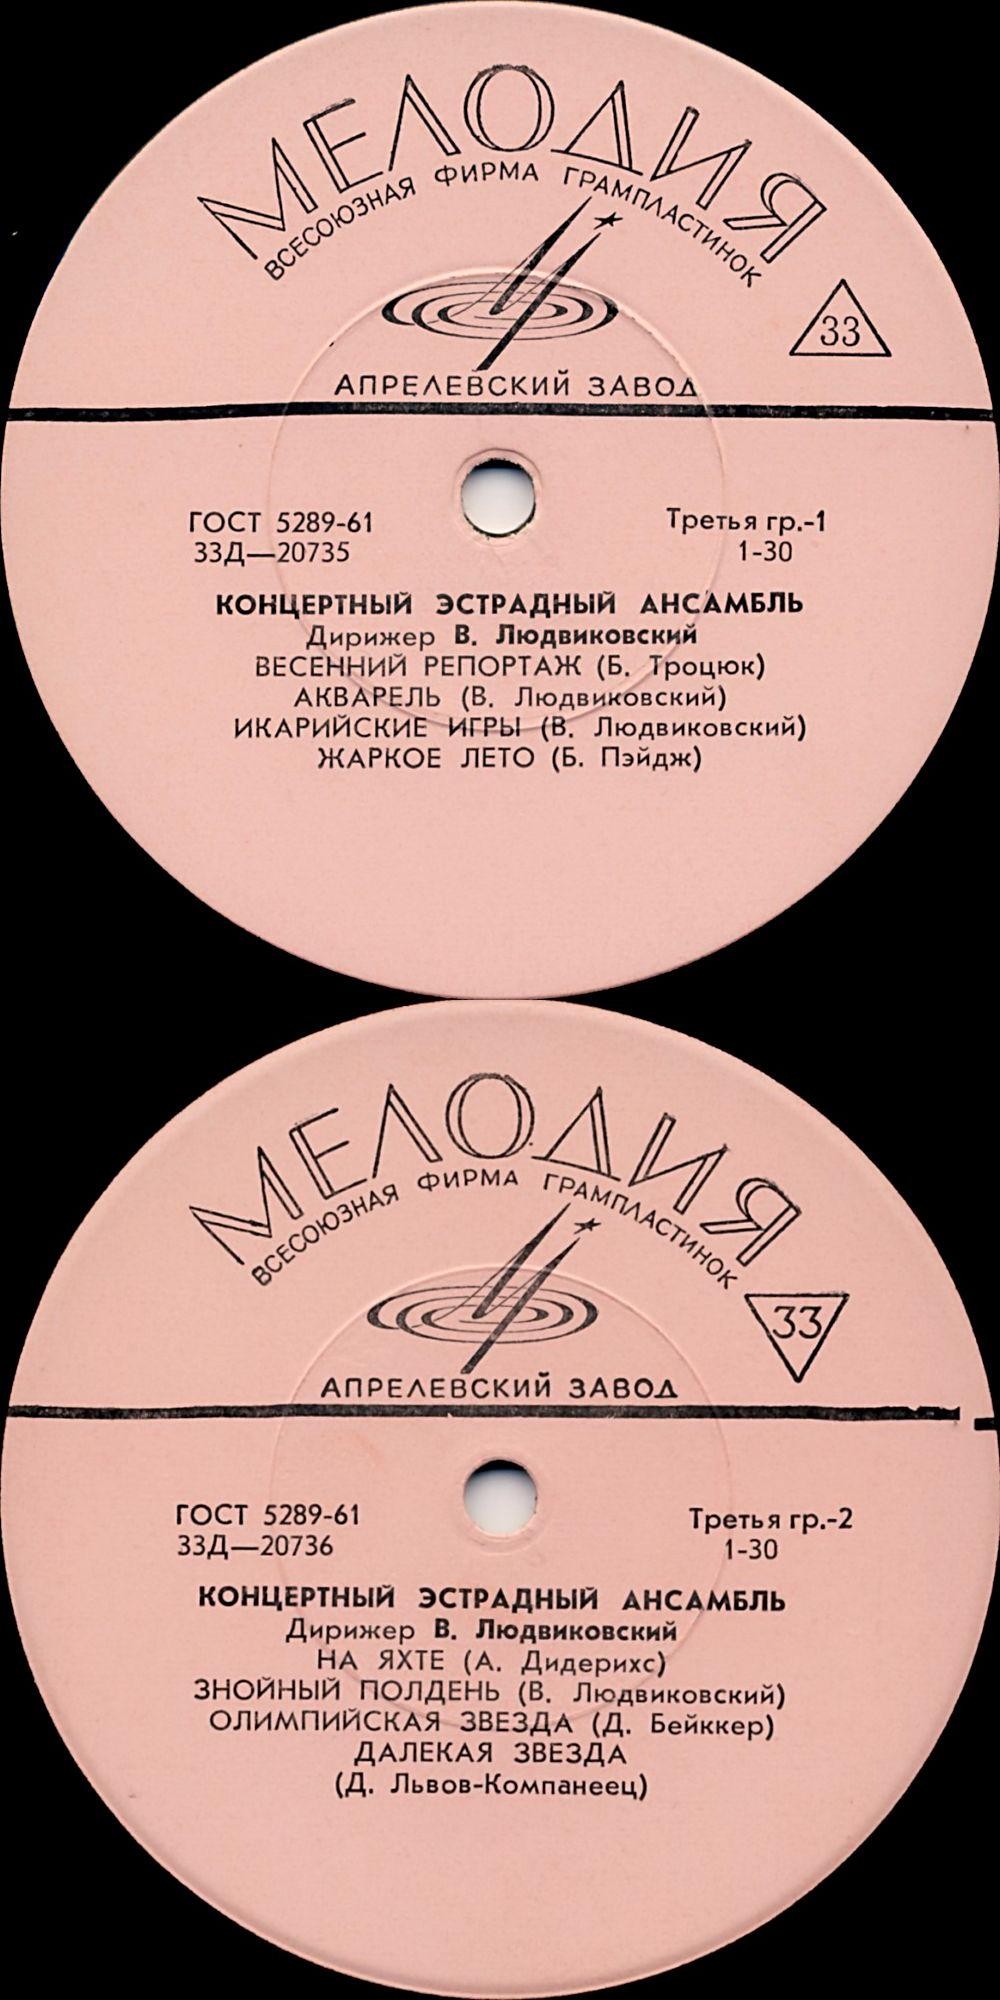 МЕЛОДИЯ
ВСЕСОЮЗНАЯ ФИРМА ГРАМПЛАСТИНОК
33
АПРЕЛЕВСКИЙ ЗАВОД
ГОСТ 5289-61
Третья гр.-1
33Д—20735
1-30
КОНЦЕРТНЫЙ ЭСТРАДНЫЙ АНСАМБЛЬ
Дирижер В. Людвиковский
ВЕСЕННИЙ РЕПОРТАЖ (Б. Троцюк)
АКВАРЕЛЬ (В. Людвиковский)
ИКАРИЙСКИЕ ИГРЫ (В. Людвиковский)
ЖАРКОЕ ЛЕТО (Б. Пэйдж)
МЕЛОДИЯ
ВСЕСОЮЗНАЯ ФИРМА ГРАМПЛАСТИНОК
33
АПРЕЛЕВСКИЙ ЗАВОД
ГОСТ 5289-61
Третья гр.-2
33Д—20736
1-30
КОНЦЕРТНЫЙ ЭСТРАДНЫЙ АНСАМБЛЬ
Дирижер В. Людвиковский
НА ЯХТЕ (А. Дидерихс)
ЗНОЙНЫЙ ПОЛДЕНЬ (В. Людвиковский)
ОЛИМПИЙСКАЯ ЗВЕЗДА (Д. Бейккер)
ДАЛЕКАЯ ЗВЕЗДА
(Д. Львов-Компанеец)